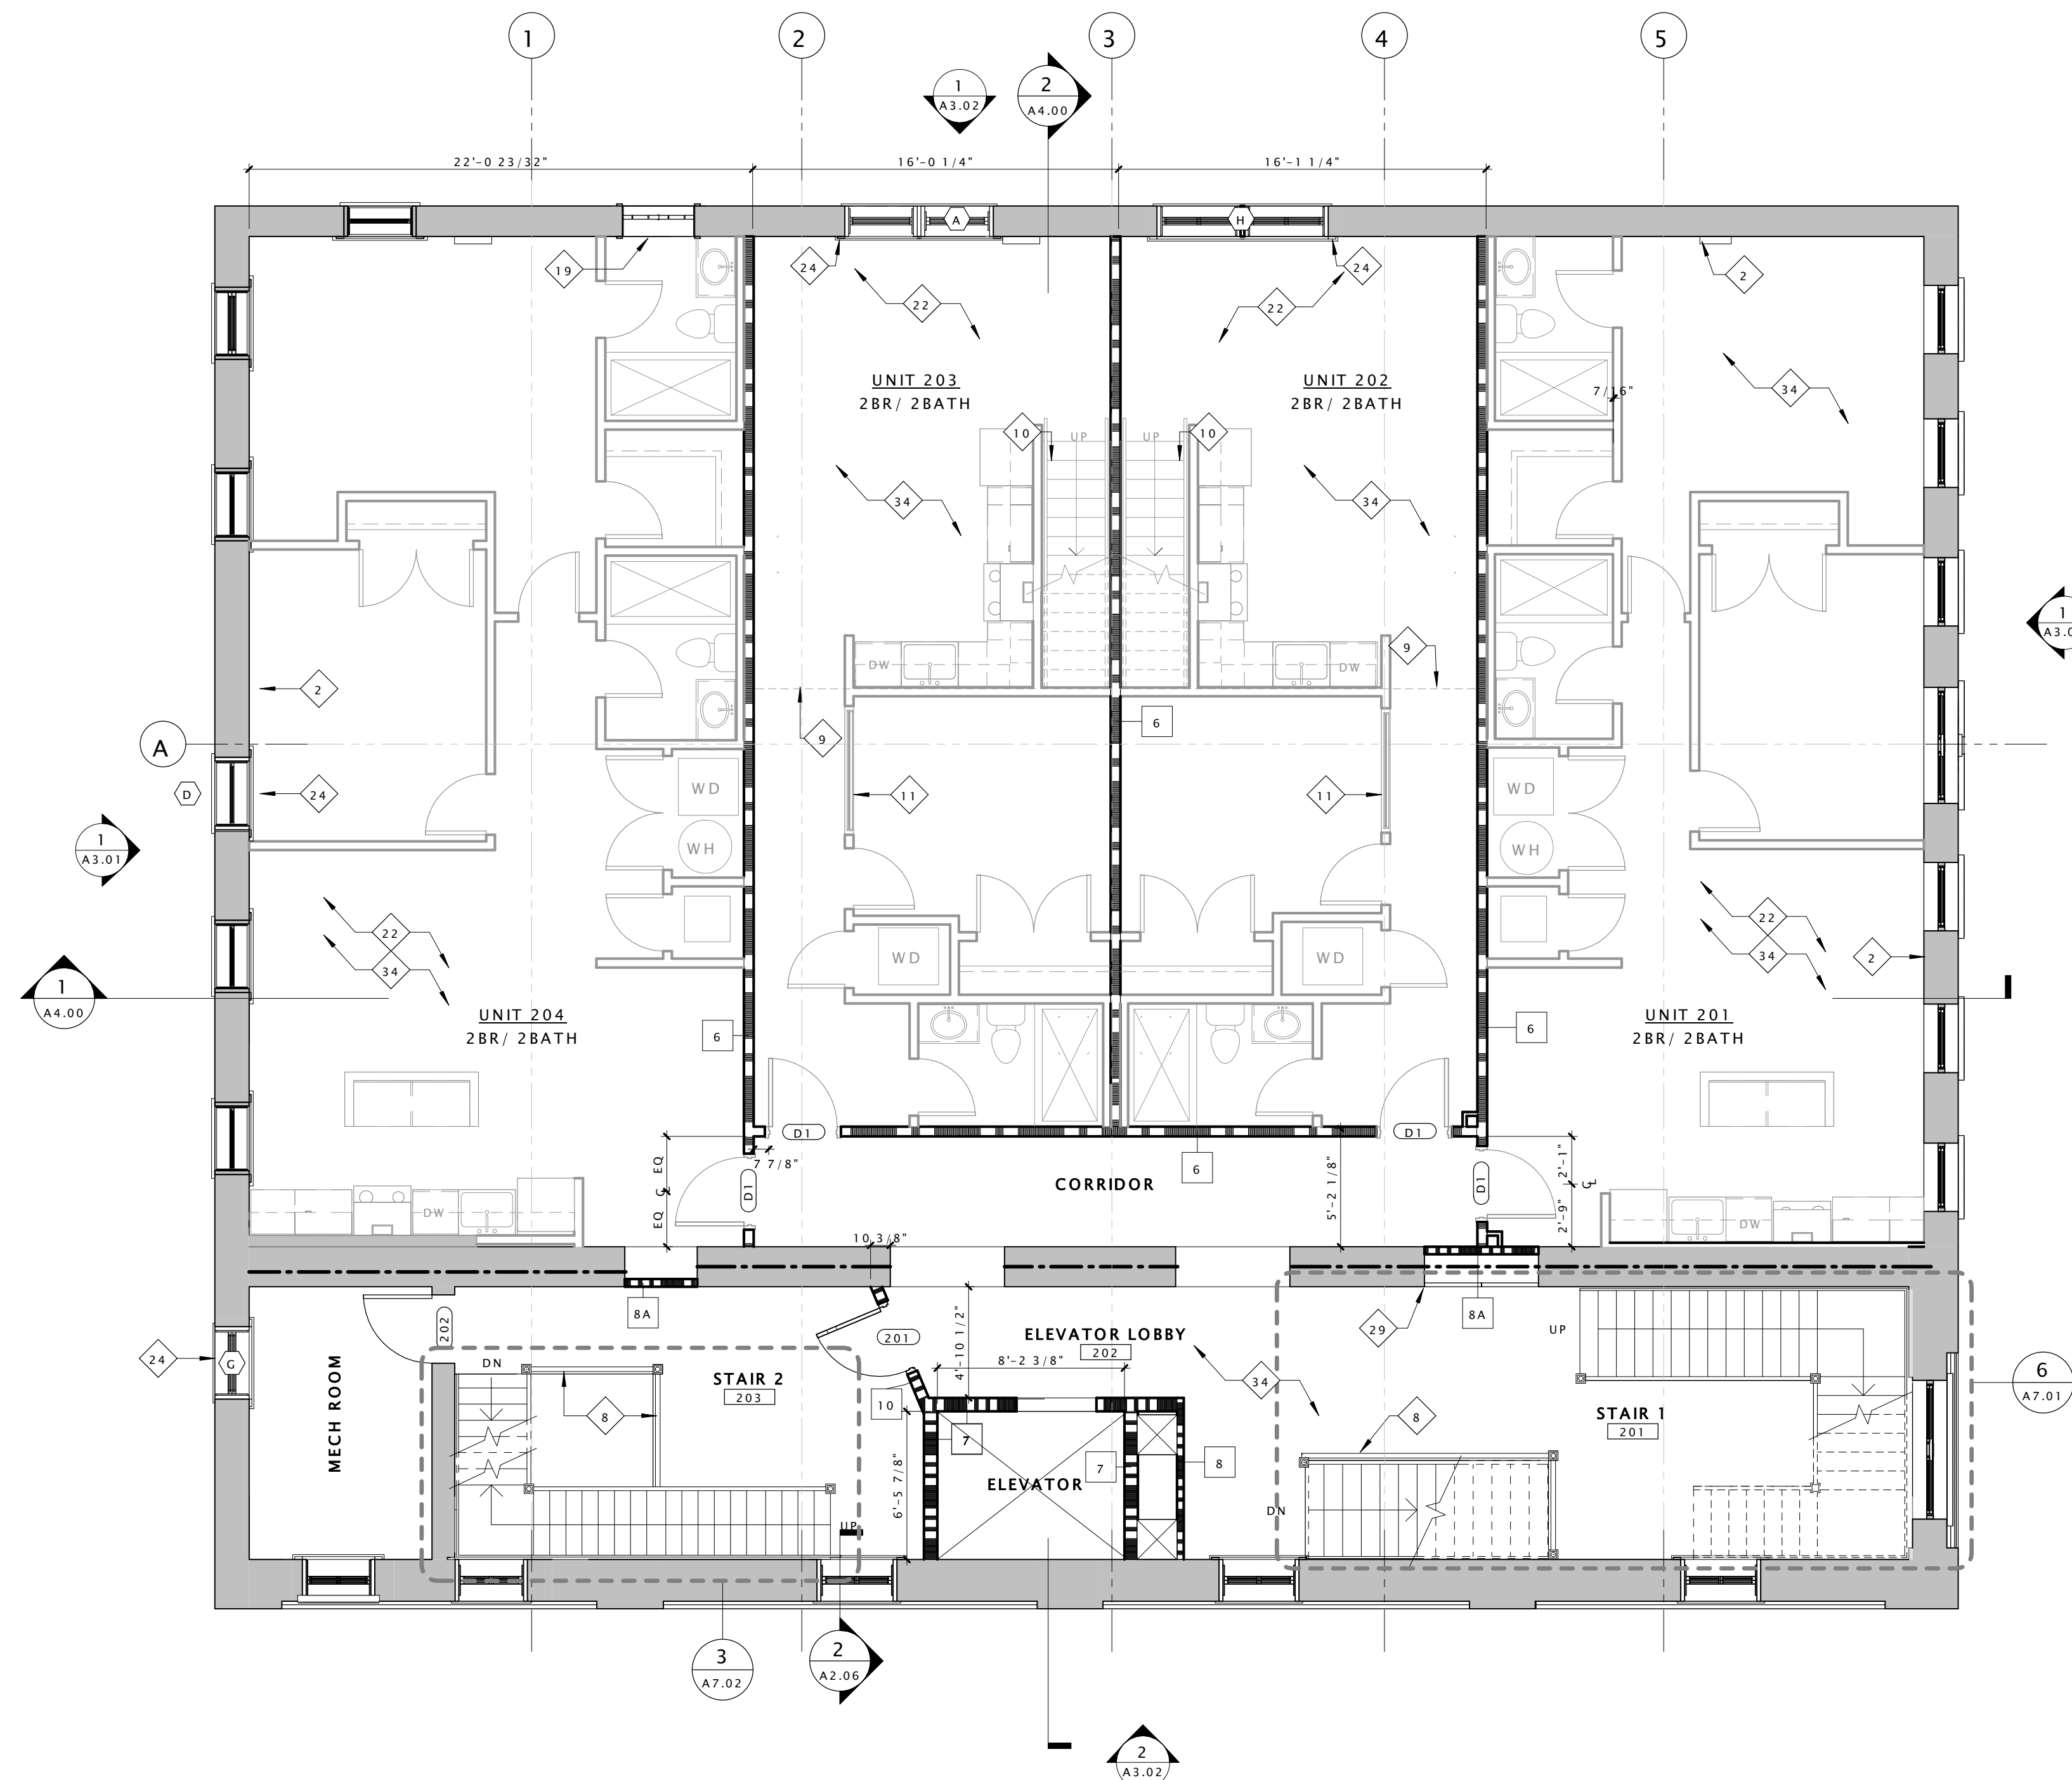 1
2
3
4
5
1
A3.02
2
A4.00
22'-0 23/32"
16'-0 1/4"
16'-1 1/4"
A
H
19
24
24
2
22
22
UNIT 203
2BR/ 2BATH
UNIT 202
2BR/ 2BATH
7/16"
34
10
UP
UP
10
34
34
1
DW
DW
9
2
6
9
A
D
24
WD
11
11
WD
1
A3.01
WH
WH
22
34
22
34
2
WD
WD
1
A4.00
UNIT 204
2BR/ 2BATH
6
6
UNIT 201
2BR/ 2BATH
D1
D1
7 7/8"
EQ
EQ
CL
D1
6
CORRIDOR
5'-2 1/8"
D1
2'-1"
CL
2'-9"
DW
DW
10 3/8"
8A
8A
202
201
4'-10 1/2"
ELEVATOR LOBBY
202
29
UP
24
G
DN
8'-2 3/8"
MECH ROOM
STAIR 2
203
34
6
A7.01
8
10
7
8
STAIR 1
201
6'-5 7/8"
7
8
ELEVATOR
DN
UP
3
A7.02
2
A2.06
2
A3.02